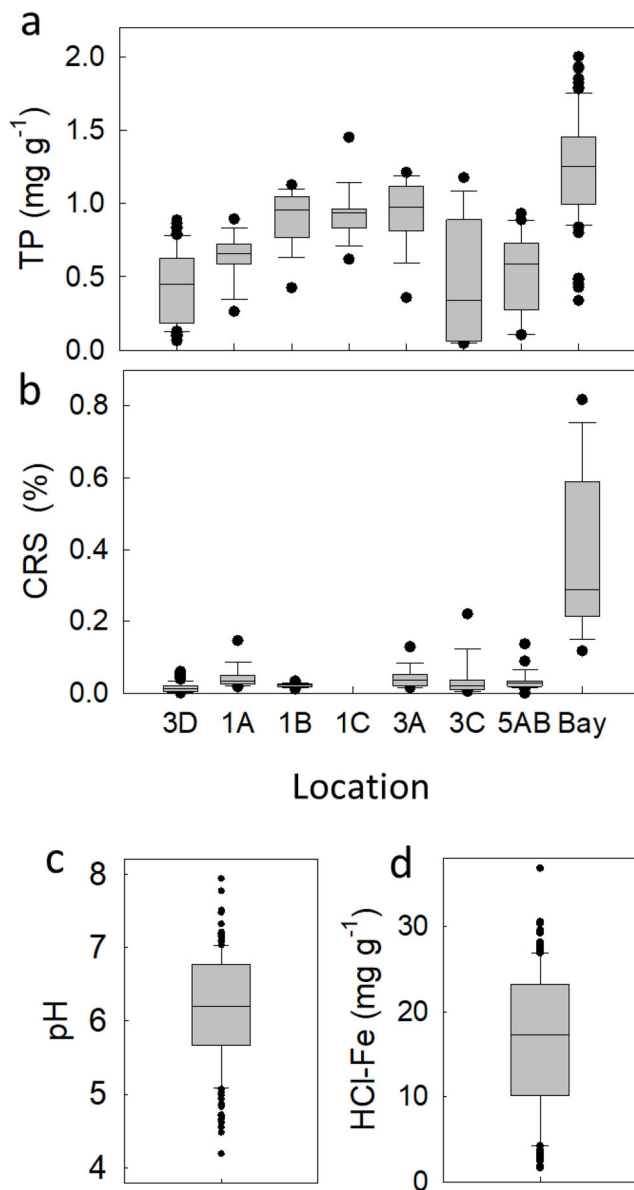 a
2.0
1.5
1.0
0.5
0.0
TP (mg g⁻¹)
b
0.8
0.6
0.4
0.2
0.0
CRS (%)
3D 1A 1B 1C 3A 3C 5AB Bay
Location
c
8
7
6
5
4
pH
d
30
20
10
0
HCl-Fe (mg g⁻¹)